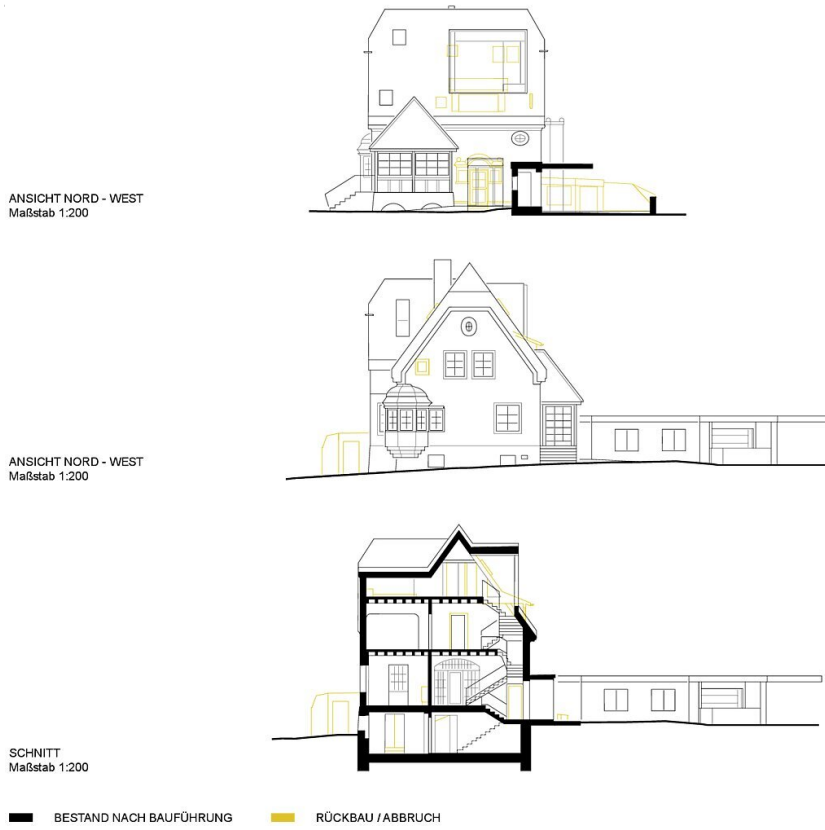 ANSICHT NORD - WEST
Maßstab 1:200
ANSICHT NORD - WEST
Maßstab 1:200
SCHNITT
Maßstab 1:200
BESTAND NACH BAUFÜHRUNG
RÜCKBAU / ABBRUCH